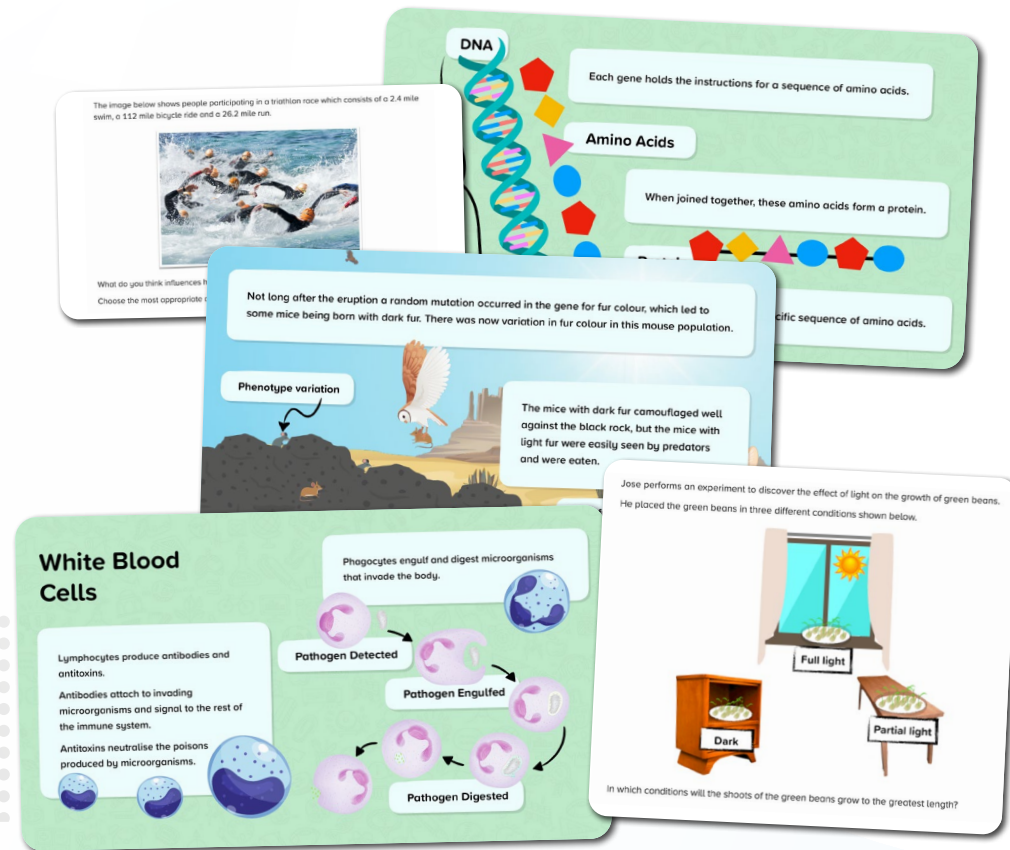 The image below shows people participating in a triathlon race which consists of a 2.4 mile
swim, a 112 mile bicycle ride and a 26.2 mile run.
What do you think influences
Choose the most appropriate
DNA
Each gene holds the instructions for a sequence of amino acids.
Amino Acids
When joined together, these amino acids form a protein.
sequence of amino acids.
Not long after the eruption a random mutation occurred in the gene for fur colour, which led to
some mice being born with dark fur. There was now variation in fur colour in this mouse population.
Phenotype variation
The mice with dark fur camouflaged well
against the black rock, but the mice with
light fur were easily seen by predators
and were eaten.
White Blood
Cells
Lymphocytes produce antibodies and
antitoxins.
Antibodies attach to invading
microorganisms and signal to the rest of
the immune system.
Antitoxins neutralise the poisons
produced by microorganisms.
Phagocytes engulf and digest microorganisms
that invade the body.
Pathogen Detected
Pathogen Engulfed
Pathogen Digested
Jose performs an experiment to discover the effect of light on the growth of green beans.
He placed the green beans in three different conditions shown below.
Full light
Dark
Partial light
In which conditions will the shoots of the green beans grow to the greatest length?